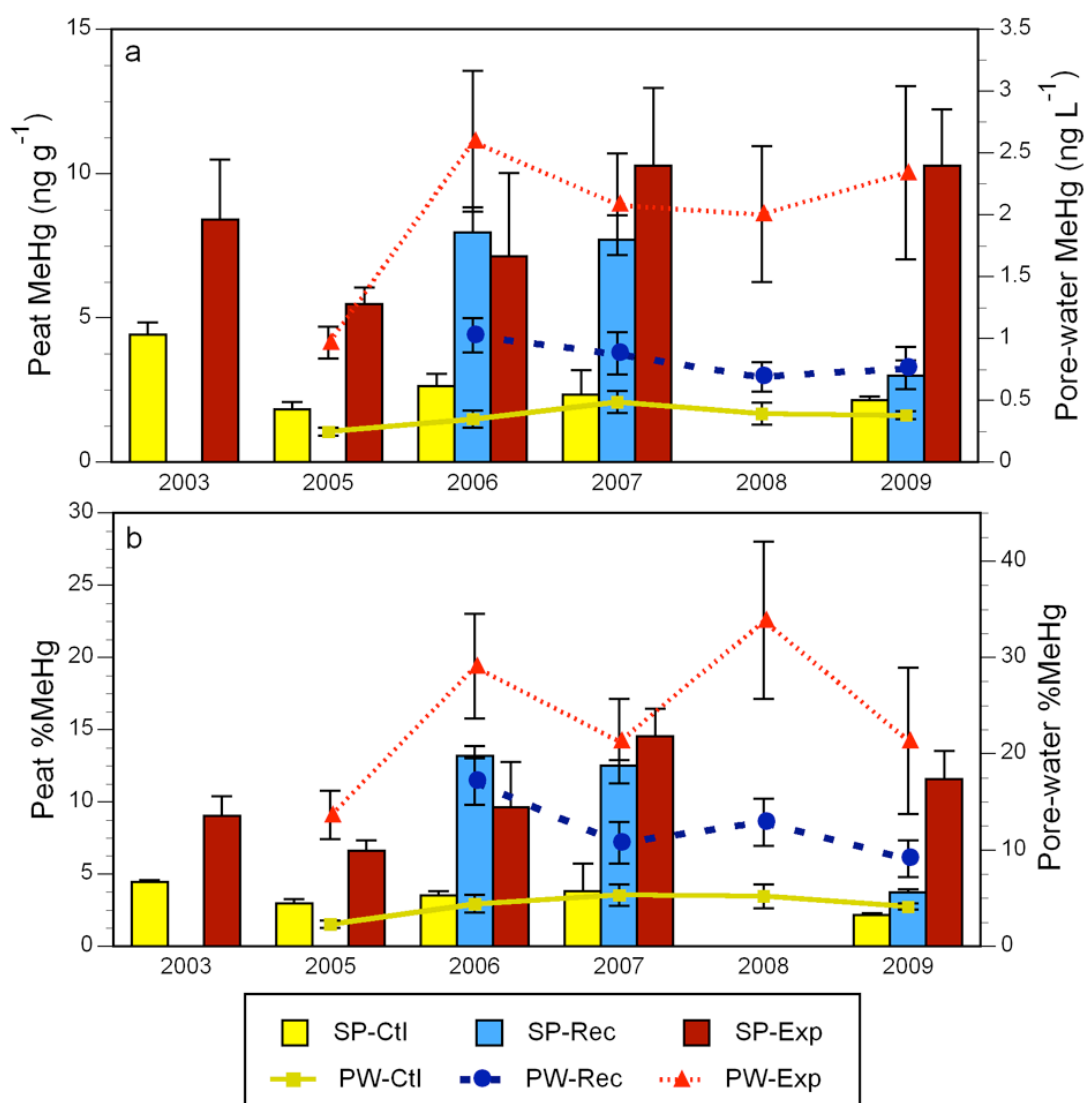 a
Peat MeHg (ng g⁻¹)
15
10
5
0
Pore-water MeHg (ng L⁻¹)
3.5
3
2.5
2
1.5
1
0.5
0
2003 2005 2006 2007 2008 2009
b
Peat %MeHg
30
25
20
15
10
5
0
Pore-water %MeHg
40
30
20
10
0
2003 2005 2006 2007 2008 2009
SP-Ctl SP-Rec SP-Exp
PW-Ctl PW-Rec PW-Exp